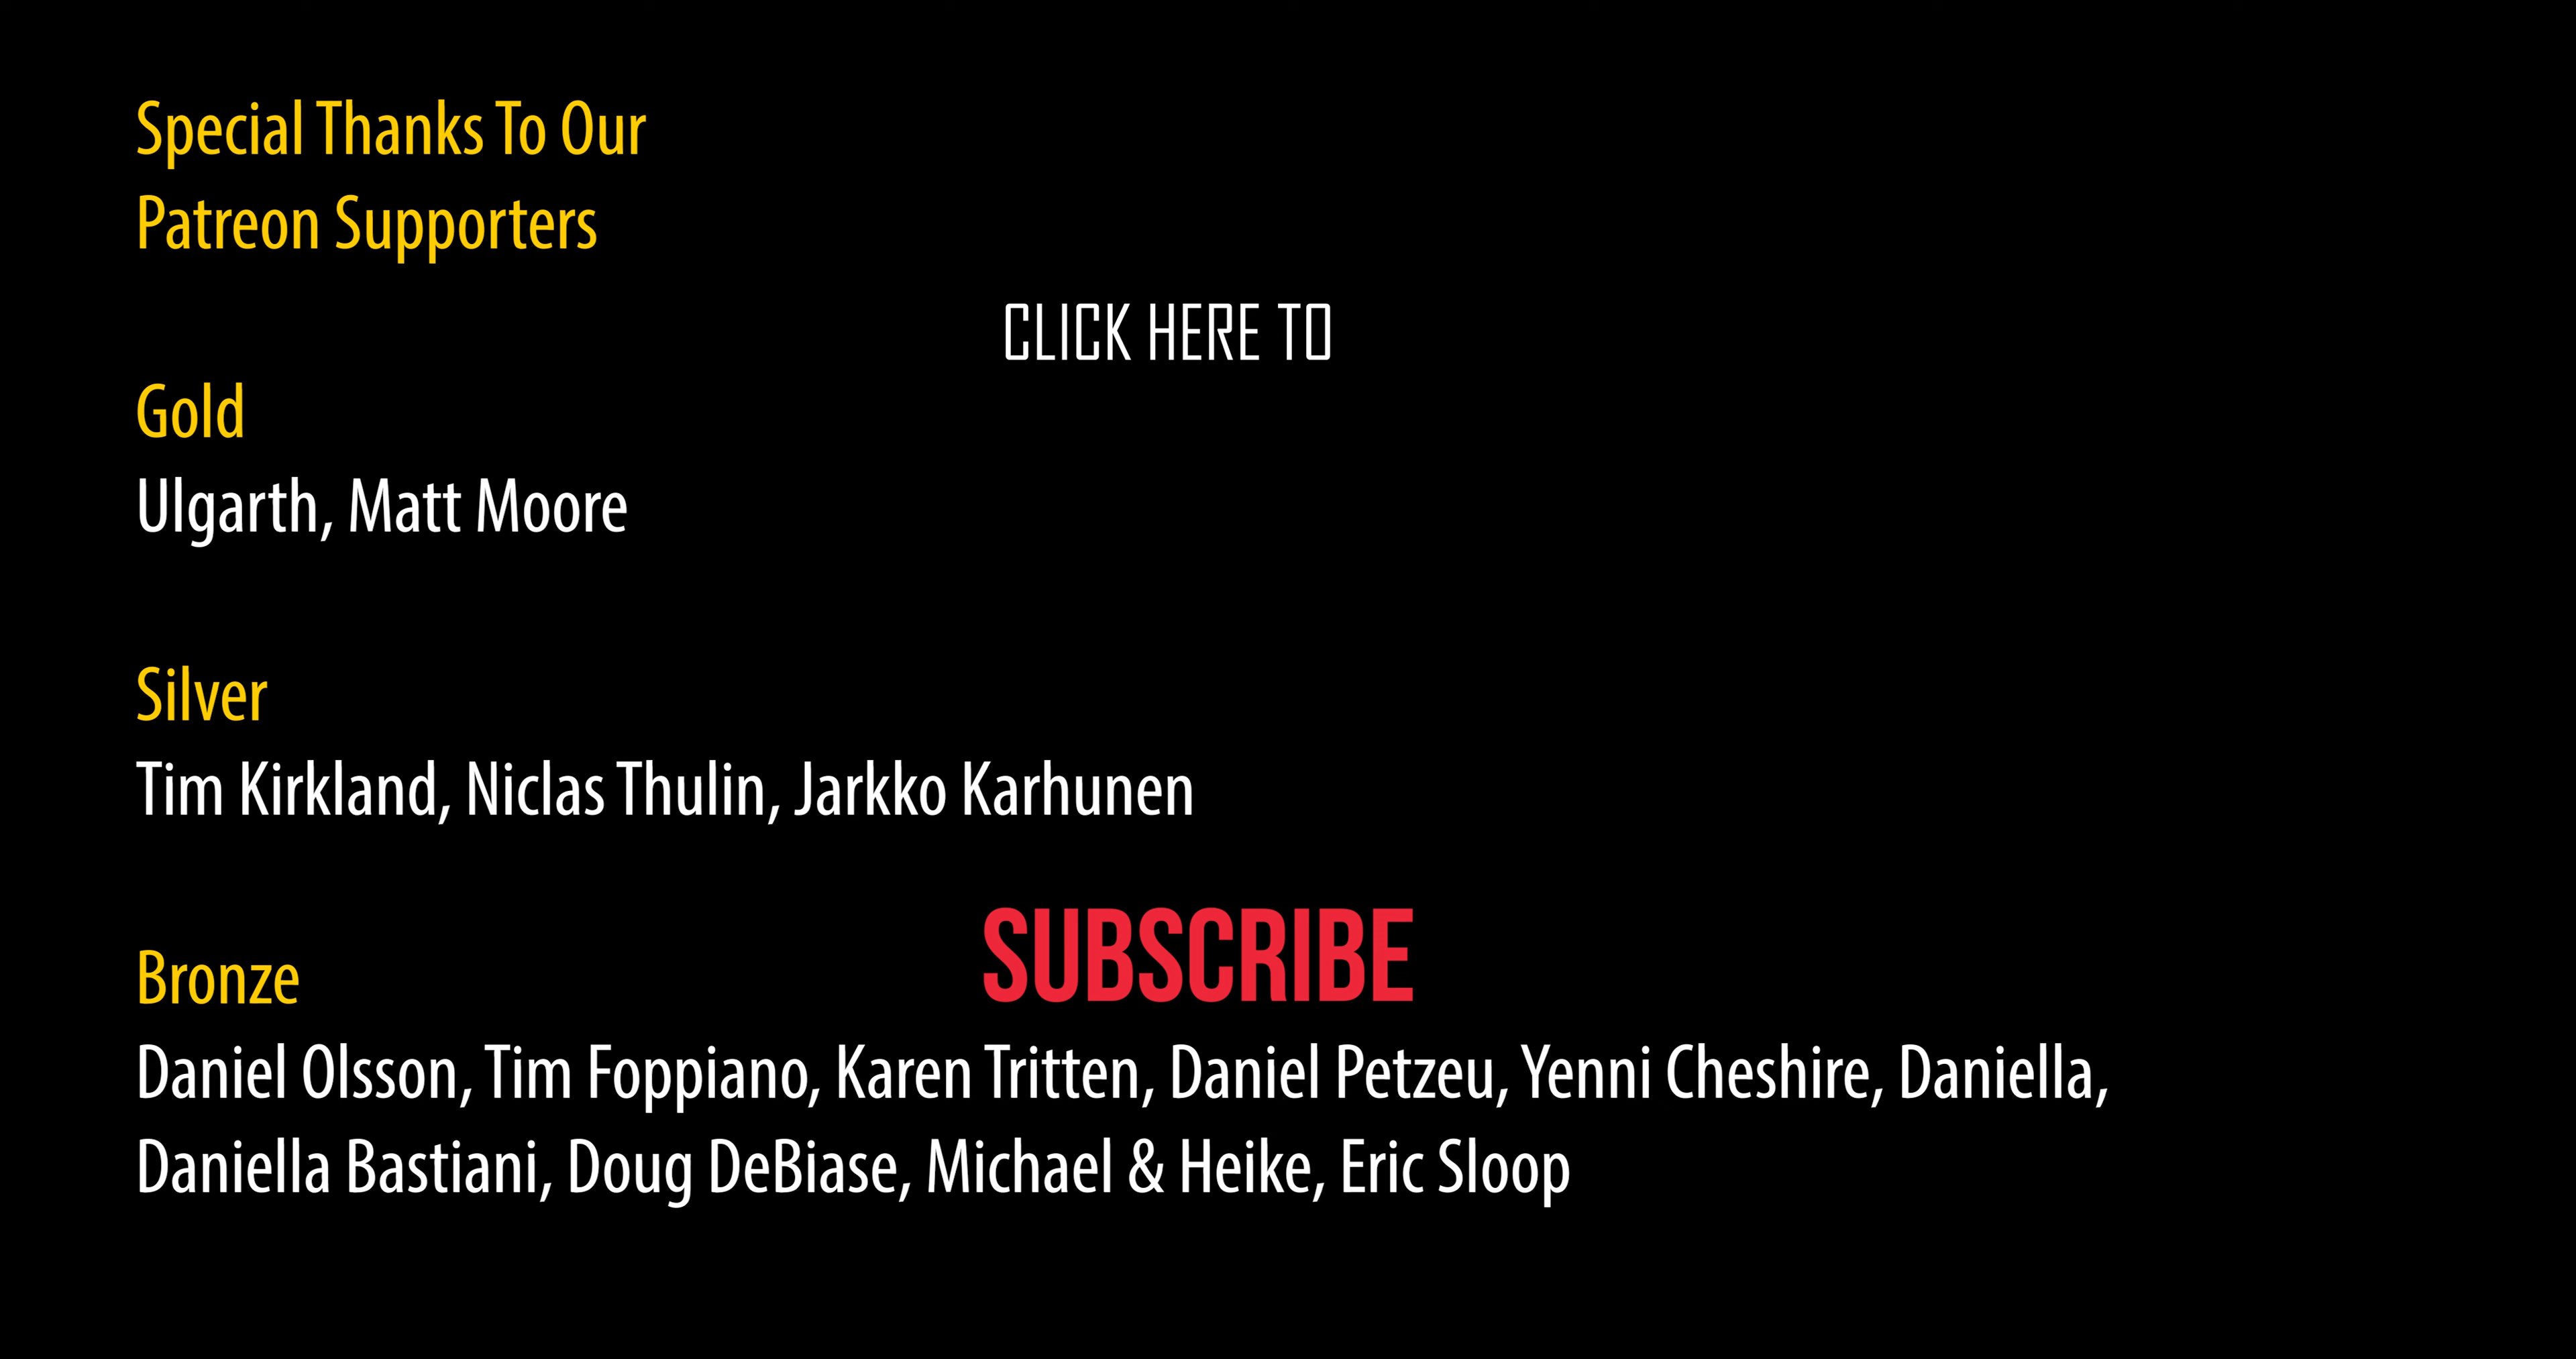 Special Thanks To Our
Patreon Supporters
CLICK HERE TO
Gold
Ulgarth, Matt Moore
Silver
Tim Kirkland, Niclas Thulin, Jarkko Karhunen
SUBSCRIBE
Bronze
Daniel Olsson, Tim Foppiano, Karen Tritten, Daniel Petzeu, Yenni Cheshire, Daniella,
Daniella Bastiani, Doug DeBiase, Michael & Heike, Eric Sloop